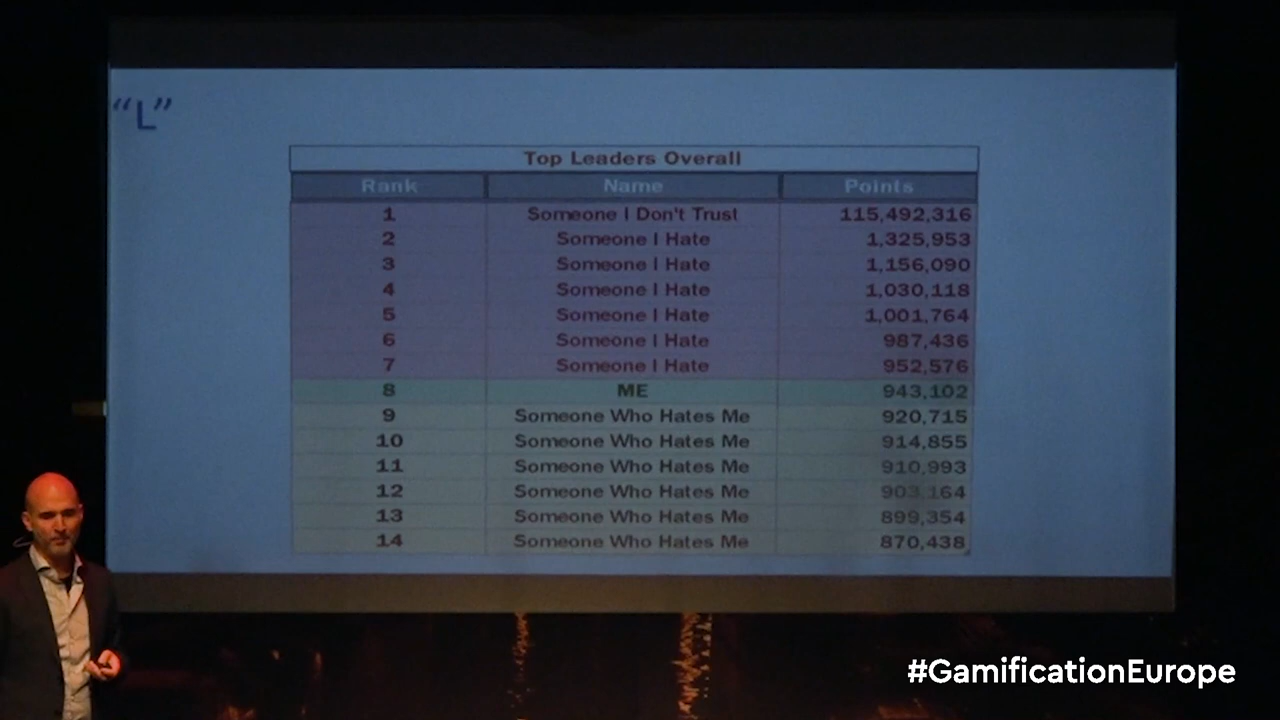 “L”
Top Leaders Overall
Rank Name Points
1 Someone I Don't Trust 115,492,316
2 Someone I Hate 1,325,953
3 Someone I Hate 1,156,090
4 Someone I Hate 1,030,118
5 Someone I Hate 1,001,764
6 Someone I Hate 987,436
7 Someone I Hate 952,576
8 ME 943,102
9 Someone Who Hates Me 920,715
10 Someone Who Hates Me 914,855
11 Someone Who Hates Me 910,993
12 Someone Who Hates Me 903,164
13 Someone Who Hates Me 899,354
14 Someone Who Hates Me 870,438
#GamificationEurope